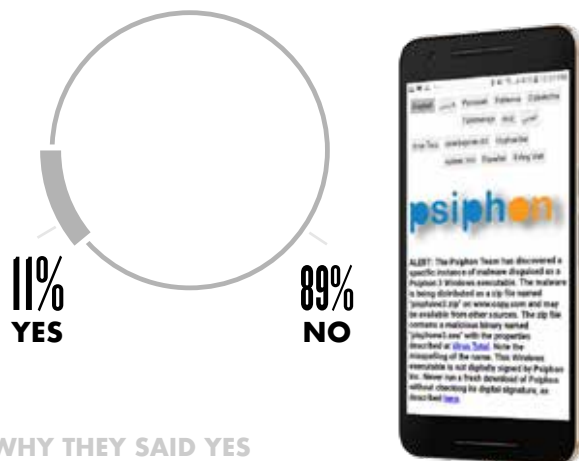 11%
YES
89%
NO
psiphon
ALERT: The Psiphon Team has discovered a
specific instance of malware disguised as a
Psiphon 3 Windows executable. The malware
is being distributed as a zip file named
"psiphone3.zip" on www.copy.com and may
be available from other sources. The zip file
contains a malicious binary named
"psiphone3.exe" with the properties
described at Virus Total. Note the
misspelling of the name. This Windows
executable is not digitally signed by Psiphon
Inc. Never run a fresh download of Psiphon
without checking its digital signature, as
described here.
WHY THEY SAID YES